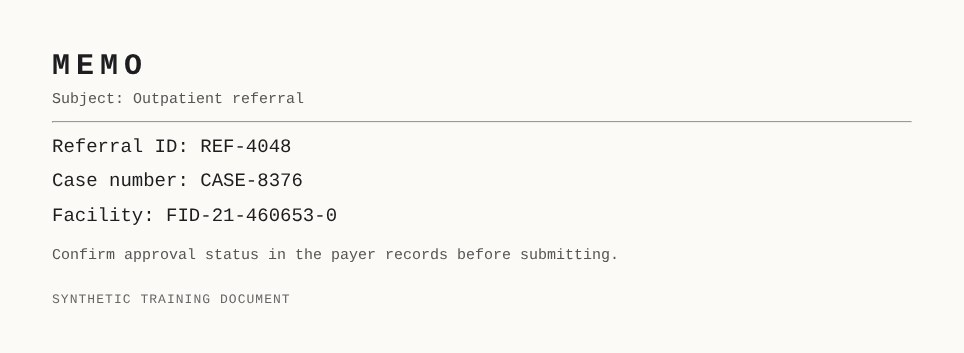 MEMO
Subject: Outpatient referral
Referral ID: REF-4048
Case number: CASE-8376
Facility: FID-21-460653-0
Confirm approval status in the payer records before submitting.
SYNTHETIC TRAINING DOCUMENT